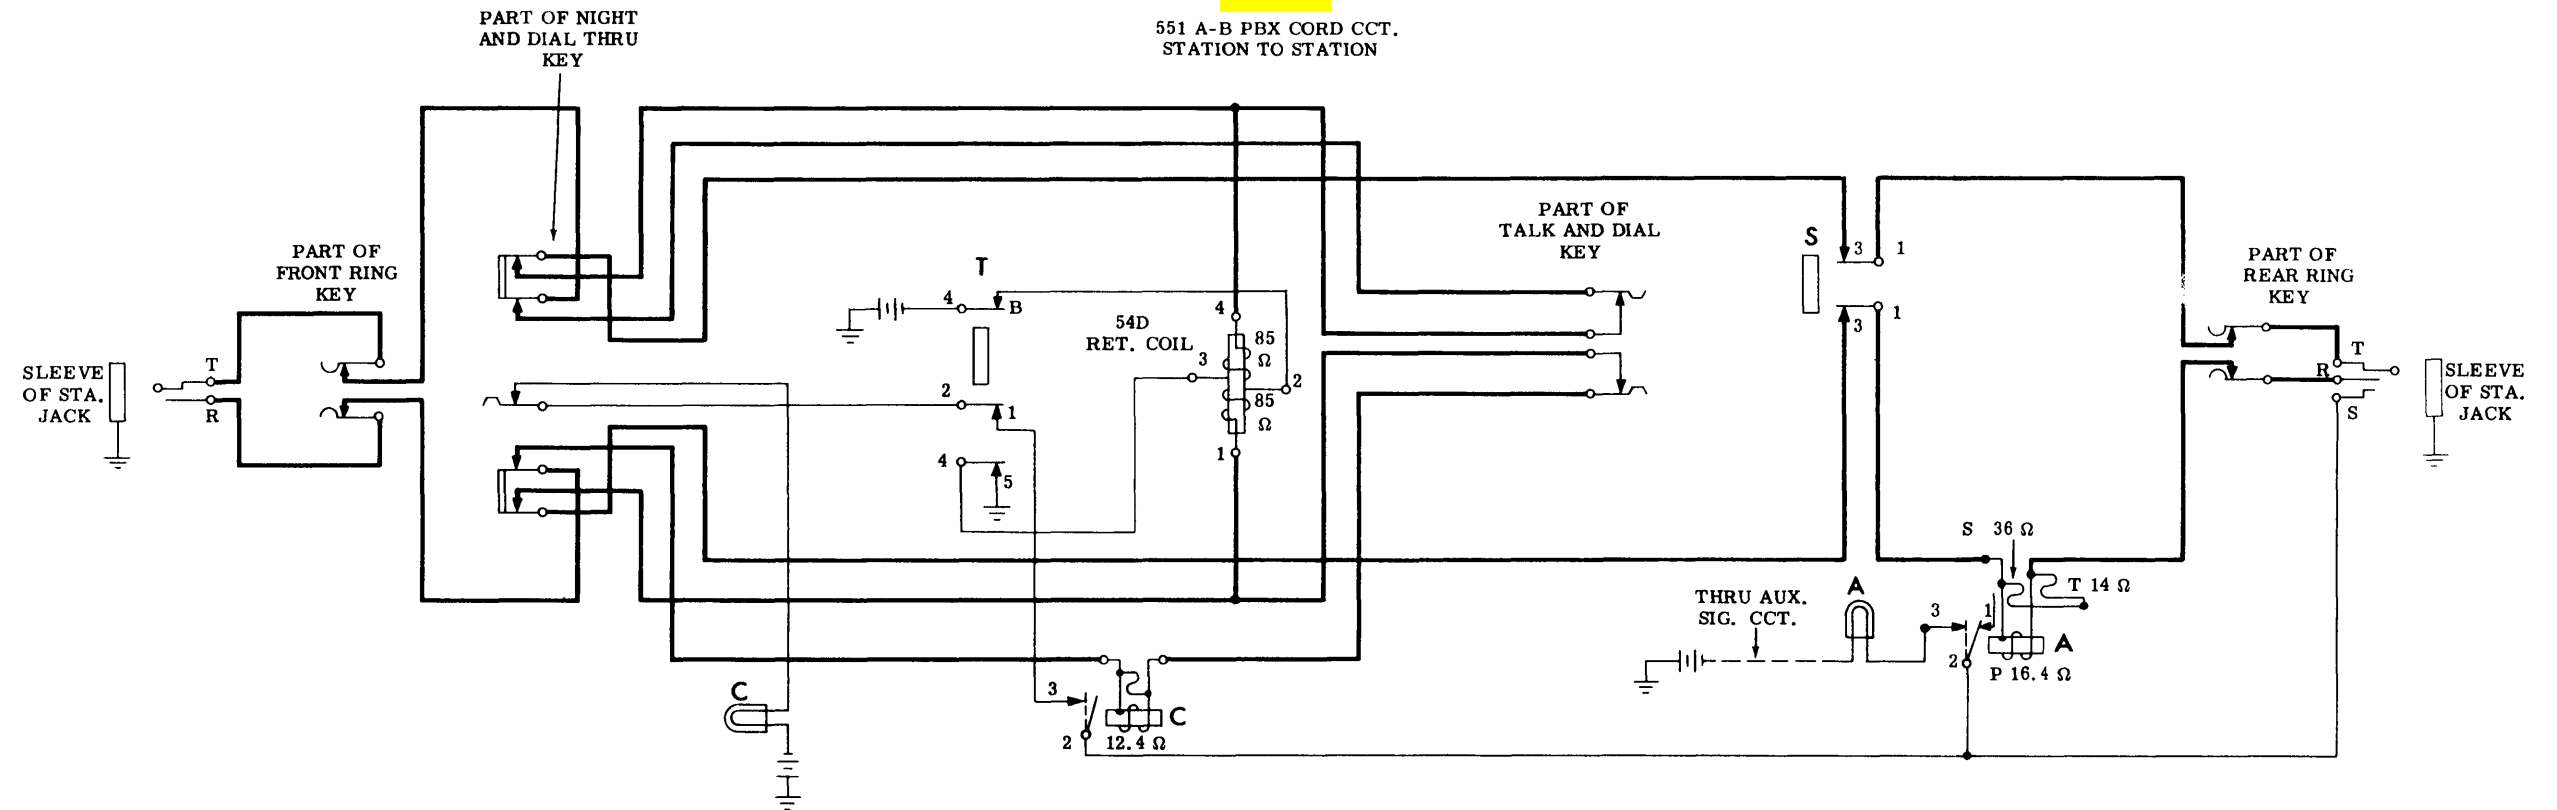 PART OF NIGHT
AND DIAL THRU
KEY
551 A-B PBX CORD CCT.
STATION TO STATION
PART OF
FRONT RING
KEY
PART OF
TALK AND DIAL
KEY
S
3
1
3
1
PART OF
REAR RING
KEY
T
4
B
54D
RET. COIL
4
85
Ω
3
2
85
Ω
1
SLEEVE
OF STA.
JACK
T
R
2
1
4
5
T
R
S
SLEEVE
OF STA.
JACK
S 36 Ω
T 14 Ω
THRU AUX.
SIG. CCT.
A
3
1
2
A
P 16.4 Ω
C
3
2
C
12.4 Ω